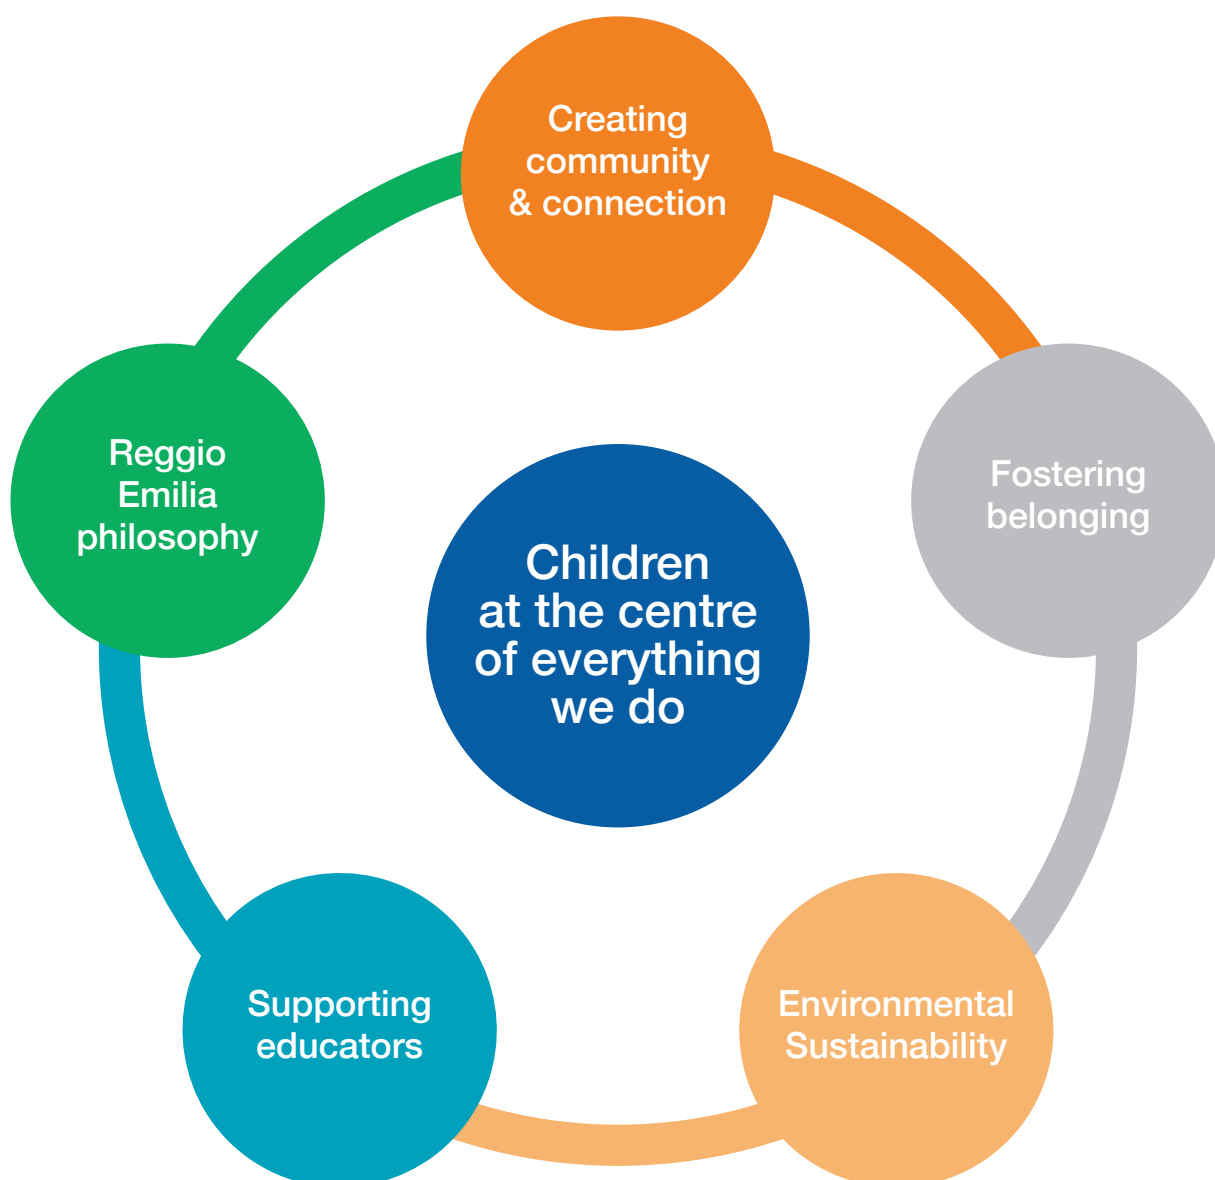 Creating
community
& connection
Reggio
Emilia
philosophy
Fostering
belonging
Children
at the centre
of everything
we do
Supporting
educators
Environmental
Sustainability